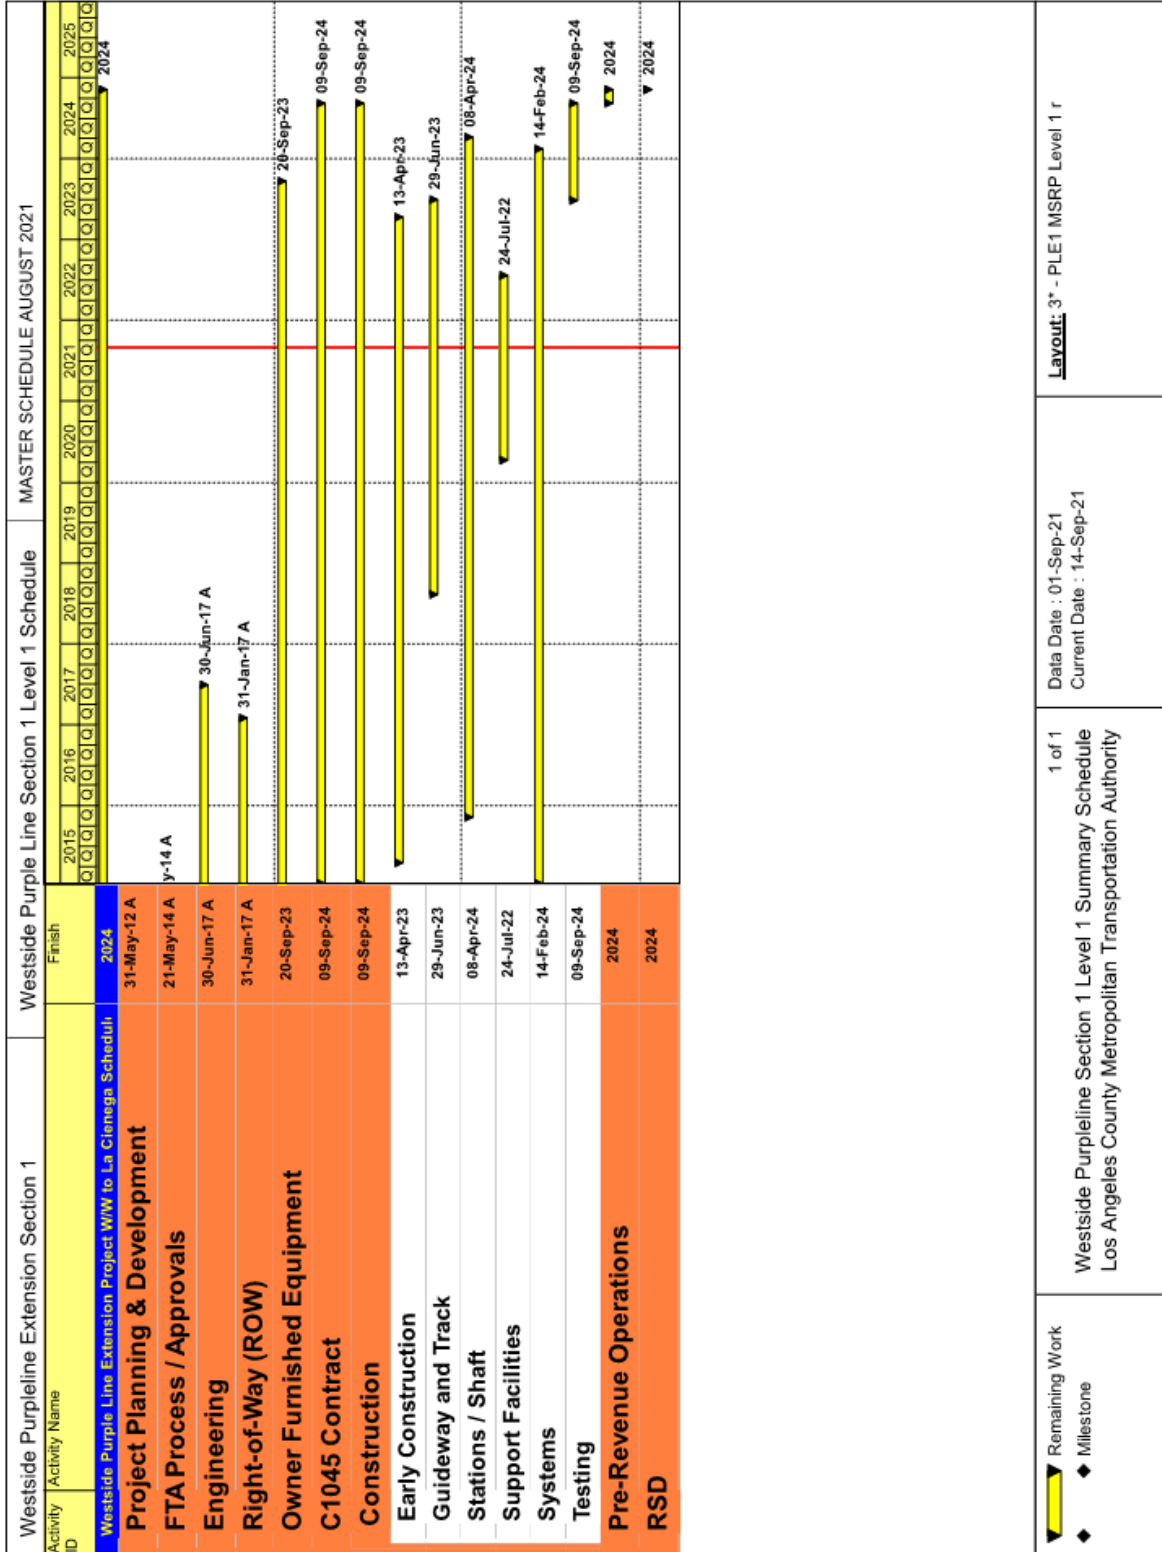 Westside Purpleline Extension Section 1
Westside Purple Line Section 1 Level 1 Schedule
MASTER SCHEDULE AUGUST 2021
Activity ID
Activity Name
Finish
2015 2016 2017 2018 2019 2020 2021 2022 2023 2024 2025
Q Q Q Q Q Q Q Q Q Q Q Q Q Q Q Q Q Q Q Q Q Q Q Q Q Q Q Q Q Q Q Q Q Q Q Q Q Q Q Q Q Q Q Q
Westside Purple Line Extension Project W/W to La Cienega Schedul 2024 2024
Project Planning & Development 31-May-12 A
FTA Process / Approvals 21-May-14 A y-14 A
Engineering 30-Jun-17 A 30-Jun-17 A
Right-of-Way (ROW) 31-Jan-17 A 31-Jan-17 A
Owner Furnished Equipment 20-Sep-23 20-Sep-23
C1045 Contract 09-Sep-24 09-Sep-24
Construction 09-Sep-24 09-Sep-24
Early Construction 13-Apr-23 13-Apr-23
Guideway and Track 29-Jun-23 29-Jun-23
Stations / Shaft 08-Apr-24 08-Apr-24
Support Facilities 24-Jul-22 24-Jul-22
Systems 14-Feb-24 14-Feb-24
Testing 09-Sep-24 09-Sep-24
Pre-Revenue Operations 2024 2024
RSD 2024 2024
Remaining Work
Milestone
1 of 1
Westside Purpleline Section 1 Level 1 Summary Schedule
Los Angeles County Metropolitan Transportation Authority
Data Date : 01-Sep-21
Current Date : 14-Sep-21
Layout: 3* - PLE1 MSRP Level 1 r